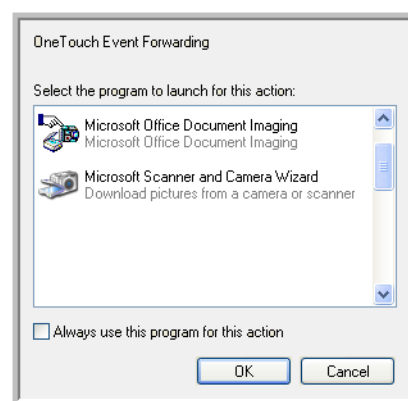 OneTouch Event Forwarding
Select the program to launch for this action:
Microsoft Office Document Imaging
Microsoft Office Document Imaging
Microsoft Scanner and Camera Wizard
Download pictures from a camera or scanner
Always use this program for this action
OK
Cancel